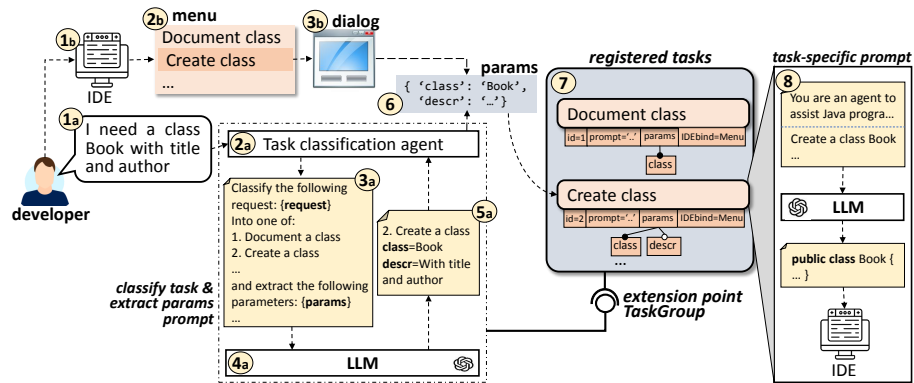 1b
IDE
2b menu
Document class
Create class
...
3b dialog
1a
I need a class
Book with title
and author
developer
2a Task classification agent
3a
Classify the following
request: {request}
Into one of:
1. Document a class
2. Create a class
...
and extract the following
parameters: {params}
...
classify task &
extract params
prompt
4a LLM
5a
2. Create a class
class=Book
descr=With title
and author
params
6
{ ‘class’: ‘Book’,
‘descr’: ‘…’}
registered tasks
7
Document class
id=1 prompt=‘..’ params IDEbind=Menu
class
Create class
id=2 prompt=‘..’ params IDEbind=Menu
class descr
...
extension point
TaskGroup
task-specific prompt
8
You are an agent to
assist Java progra…
Create a class Book
...
LLM
public class Book {
... }
IDE